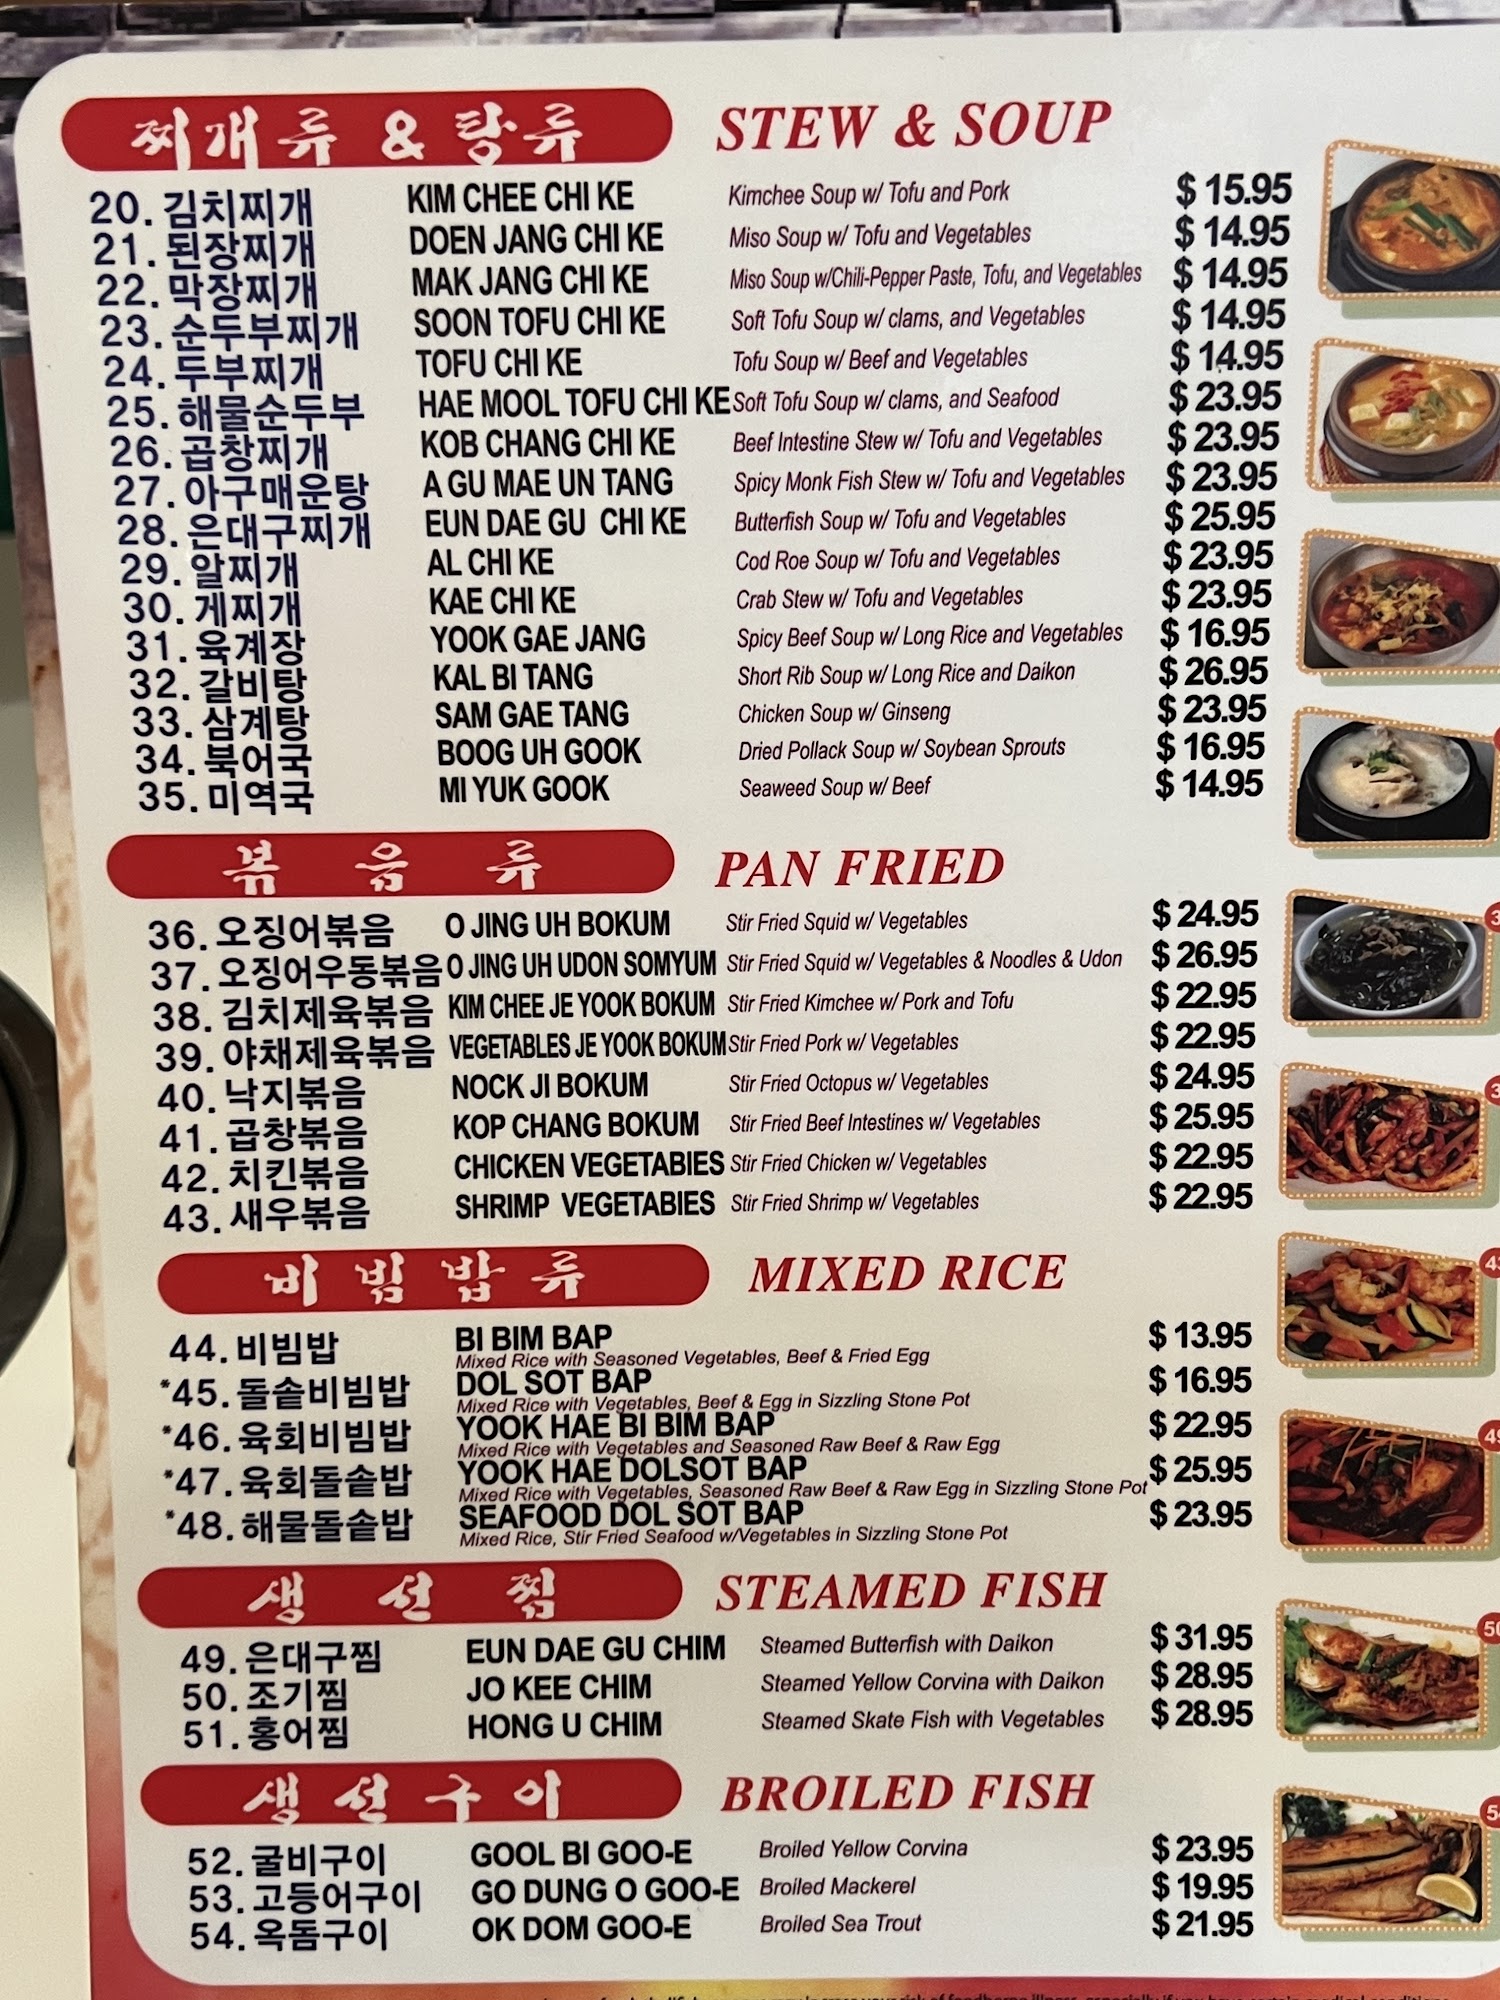 찌개류 & 탕류 STEW & SOUP
20. 김치찌개 KIM CHEE CHI KE Kimchee Soup w/ Tofu and Pork $ 15.95
21. 된장찌개 DOEN JANG CHI KE Miso Soup w/ Tofu and Vegetables $ 14.95
22. 막장찌개 MAK JANG CHI KE Miso Soup w/Chili-Pepper Paste, Tofu, and Vegetables $ 14.95
23. 순두부찌개 SOON TOFU CHI KE Soft Tofu Soup w/ clams, and Vegetables $ 14.95
24. 두부찌개 TOFU CHI KE Tofu Soup w/ Beef and Vegetables $ 14.95
25. 해물순두부 HAE MOOL TOFU CHI KE Soft Tofu Soup w/ clams, and Seafood $ 23.95
26. 곱창찌개 KOB CHANG CHI KE Beef Intestine Stew w/ Tofu and Vegetables $ 23.95
27. 아구매운탕 A GU MAE UN TANG Spicy Monk Fish Stew w/ Tofu and Vegetables $ 23.95
28. 은대구찌개 EUN DAE GU CHI KE Butterfish Soup w/ Tofu and Vegetables $ 25.95
29. 알찌개 AL CHI KE Cod Roe Soup w/ Tofu and Vegetables $ 23.95
30. 게찌개 KAE CHI KE Crab Stew w/ Tofu and Vegetables $ 23.95
31. 육계장 YOOK GAE JANG Spicy Beef Soup w/ Long Rice and Vegetables $ 16.95
32. 갈비탕 KAL BI TANG Short Rib Soup w/ Long Rice and Daikon $ 26.95
33. 삼계탕 SAM GAE TANG Chicken Soup w/ Ginseng $ 23.95
34. 북어국 BOOG UH GOOK Dried Pollack Soup w/ Soybean Sprouts $ 16.95
35. 미역국 MI YUK GOOK Seaweed Soup w/ Beef $ 14.95
볶음류 PAN FRIED
36. 오징어볶음 O JING UH BOKUM Stir Fried Squid w/ Vegetables $ 24.95
37. 오징어우동볶음 O JING UH UDON SOMYUM Stir Fried Squid w/ Vegetables & Noodles & Udon $ 26.95
38. 김치제육볶음 KIM CHEE JE YOOK BOKUM Stir Fried Kimchee w/ Pork and Tofu $ 22.95
39. 야채제육볶음 VEGETABLES JE YOOK BOKUM Stir Fried Pork w/ Vegetables $ 22.95
40. 낙지볶음 NOCK JI BOKUM Stir Fried Octopus w/ Vegetables $ 24.95
41. 곱창볶음 KOP CHANG BOKUM Stir Fried Beef Intestines w/ Vegetables $ 25.95
42. 치킨볶음 CHICKEN VEGETABIES Stir Fried Chicken w/ Vegetables $ 22.95
43. 새우볶음 SHRIMP VEGETABIES Stir Fried Shrimp w/ Vegetables $ 22.95
비빔밥류 MIXED RICE
44. 비빔밥 BI BIM BAP $ 13.95
Mixed Rice with Seasoned Vegetables, Beef & Fried Egg
*45. 돌솥비빔밥 DOL SOT BAP $ 16.95
Mixed Rice with Vegetables, Beef & Egg in Sizzling Stone Pot
*46. 육회비빔밥 YOOK HAE BI BIM BAP $ 22.95
Mixed Rice with Vegetables and Seasoned Raw Beef & Raw Egg
*47. 육회돌솥밥 YOOK HAE DOLSOT BAP $ 25.95
Mixed Rice with Vegetables, Seasoned Raw Beef & Raw Egg in Sizzling Stone Pot
*48. 해물돌솥밥 SEAFOOD DOL SOT BAP $ 23.95
Mixed Rice, Stir Fried Seafood w/Vegetables in Sizzling Stone Pot
생선찜 STEAMED FISH
49. 은대구찜 EUN DAE GU CHIM Steamed Butterfish with Daikon $ 31.95
50. 조기찜 JO KEE CHIM Steamed Yellow Corvina with Daikon $ 28.95
51. 홍어찜 HONG U CHIM Steamed Skate Fish with Vegetables $ 28.95
생선구이 BROILED FISH
52. 굴비구이 GOOL BI GOO-E Broiled Yellow Corvina $ 23.95
53. 고등어구이 GO DUNG O GOO-E Broiled Mackerel $ 19.95
54. 옥돔구이 OK DOM GOO-E Broiled Sea Trout $ 21.95